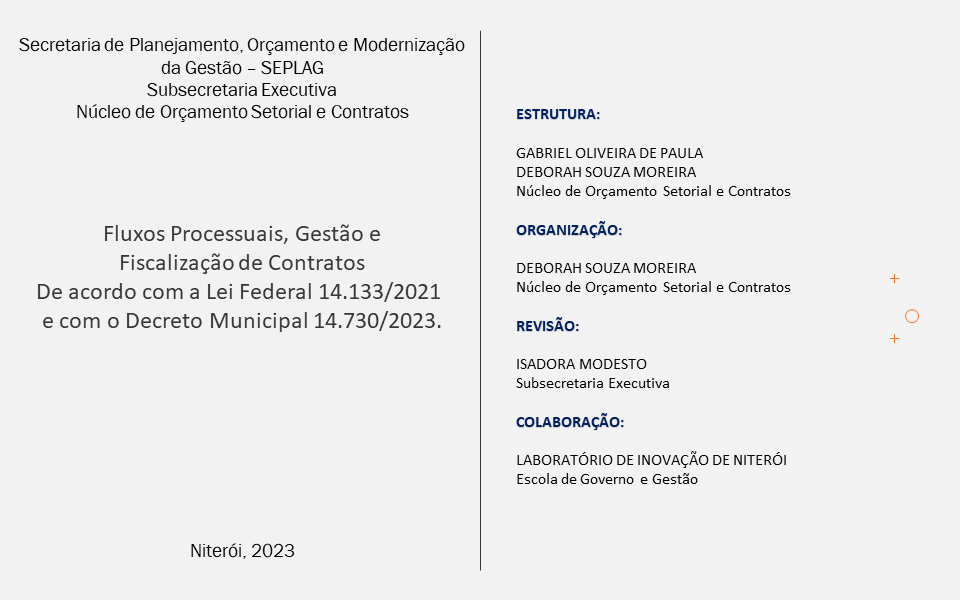 Secretaria de Planejamento, Orçamento e Modernização
da Gestão – SEPLAG
Subsecretaria Executiva
Núcleo de Orçamento Setorial e Contratos
Fluxos Processuais, Gestão e
Fiscalização de Contratos
De acordo com a Lei Federal 14.133/2021
e com o Decreto Municipal 14.730/2023.
Niterói, 2023
ESTRUTURA:
GABRIEL OLIVEIRA DE PAULA
DEBORAH SOUZA MOREIRA
Núcleo de Orçamento Setorial e Contratos
ORGANIZAÇÃO:
DEBORAH SOUZA MOREIRA
Núcleo de Orçamento Setorial e Contratos
REVISÃO:
ISADORA MODESTO
Subsecretaria Executiva
COLABORAÇÃO:
LABORATÓRIO DE INOVAÇÃO DE NITERÓI
Escola de Governo e Gestão